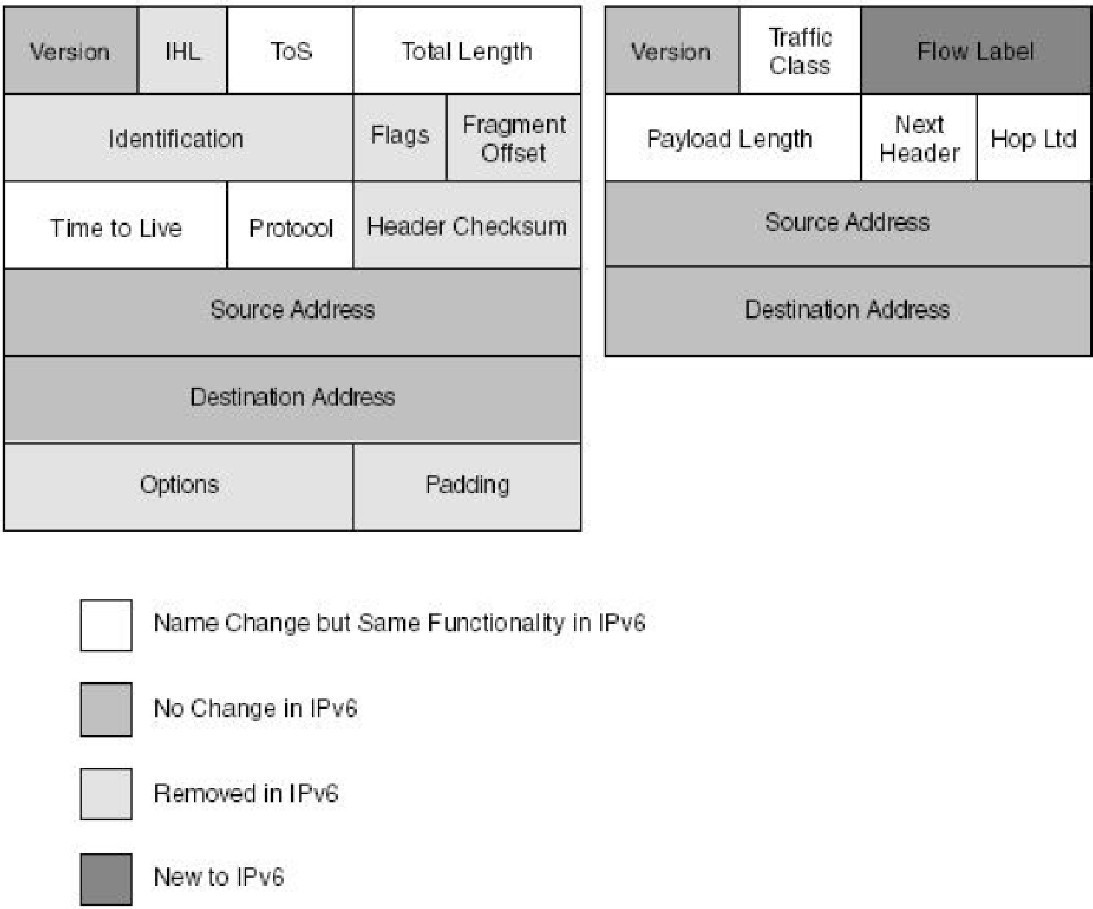 Version IHL ToS Total Length
Identification Flags Fragment
Offset
Time to Live Protocol Header Checksum
Source Address
Destination Address
Options Padding
Version Traffic
Class Flow Label
Payload Length Next
Header Hop Ltd
Source Address
Destination Address
Name Change but Same Functionality in IPv6
No Change in IPv6
Removed in IPv6
New to IPv6